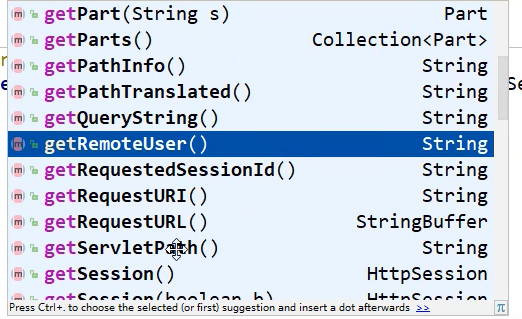 getPart(String s) Part
getParts() Collection<Part>
getPathInfo() String
getPathTranslated() String
getQueryString() String
getRemoteUser() String
getRequestedSessionId() String
getRequestURI() String
getRequestURL() StringBuffer
getServletPath() String
getSession() HttpSession
getSession(boolean b) HttpSession
Press Ctrl+. to choose the selected (or first) suggestion and insert a dot afterwards >> π